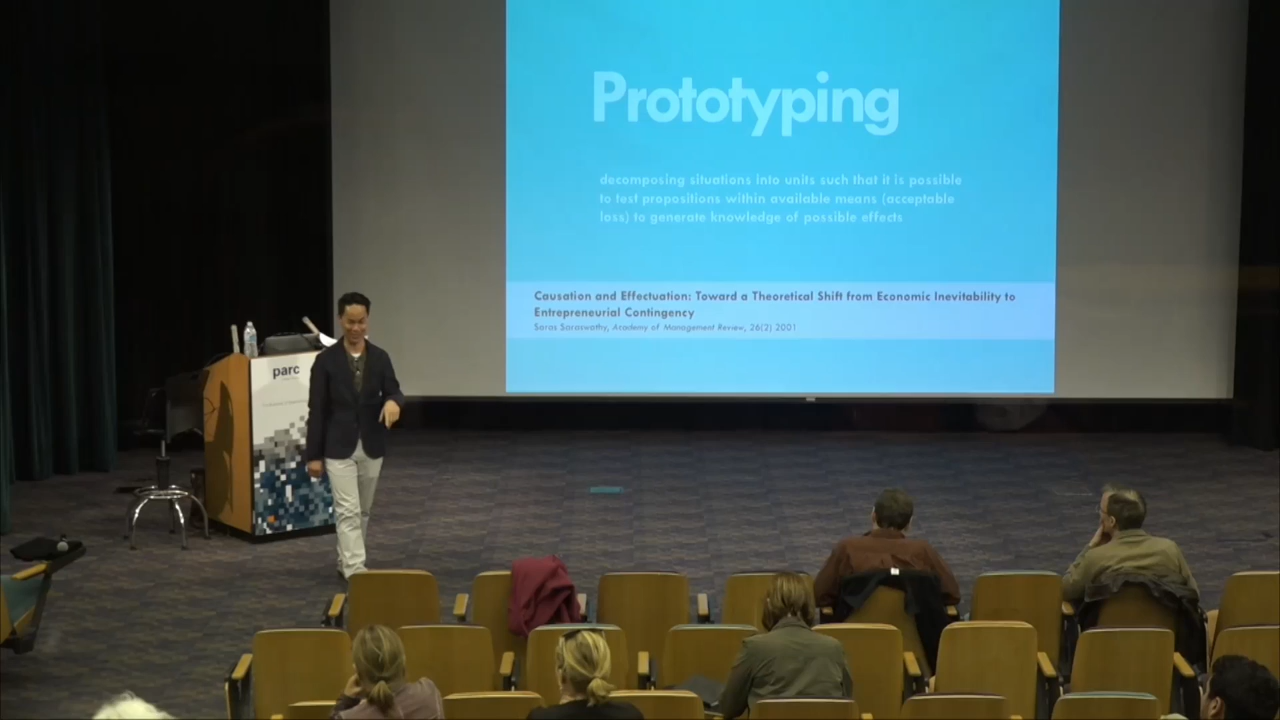 Prototyping
decomposing situations into units such that it is possible
to test propositions within available means (acceptable
loss) to generate knowledge of possible effects
Causation and Effectuation: Toward a Theoretical Shift from Economic Inevitability to
Entrepreneurial Contingency
Saras Sarasvathy, Academy of Management Review, 26(2) 2001
parc